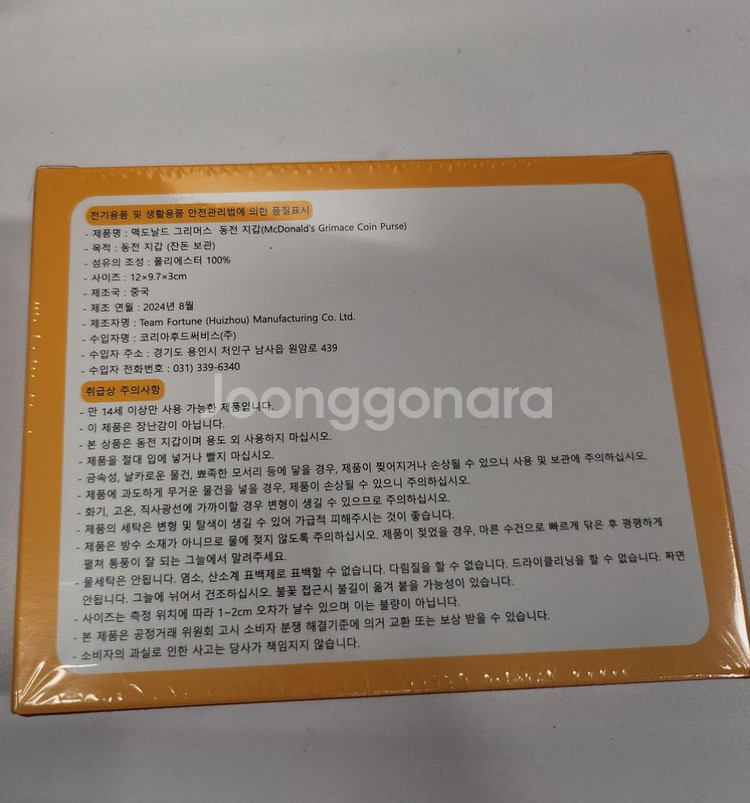 전기용품 및 생활용품 안전관리법에 의한 품질표시
- 제품명 : 맥도날드 그리머스 동전 지갑(McDonald's Grimace Coin Purse)
- 목적 : 동전 지갑 (잔돈 보관)
- 섬유의 조성 : 폴리에스터 100%
- 사이즈 : 12×9.7×3cm
- 제조국 : 중국
- 제조 연월 : 2024년 8월
- 제조자명 : Team Fortune (Huizhou) Manufacturing Co. Ltd.
- 수입자명 : 코리아후드써비스(주)
- 수입자 주소 : 경기도 용인시 처인구 남사읍 원암로 439
- 수입자 전화번호 : 031) 339-6340
취급상 주의사항
Joonggonara
- 만 14세 이상만 사용 가능한 제품입니다.
- 이 제품은 장난감이 아닙니다.
- 본 상품은 동전 지갑이며 용도 외 사용하지 마십시오.
- 제품을 절대 입에 넣거나 빨지 마십시오.
- 금속성, 날카로운 물건, 뾰족한 모서리 등에 닿을 경우, 제품이 찢어지거나 손상될 수 있으니 사용 및 보관에 주의하십시오.
- 제품에 과도하게 무거운 물건을 넣을 경우, 제품이 손상될 수 있으니 주의하십시오.
- 화기, 고온, 직사광선에 가까이할 경우 변형이 생길 수 있으므로 주의하십시오.
- 제품의 세탁은 변형 및 탈색이 생길 수 있어 가급적 피해주시는 것이 좋습니다.
- 제품은 방수 소재가 아니므로 물에 젖지 않도록 주의하십시오. 제품이 젖었을 경우, 마른 수건으로 빠르게 닦은 후 평평하게
펼쳐 통풍이 잘 되는 그늘에서 말려주세요.
- 물세탁은 안됩니다. 염소, 산소계 표백제로 표백할 수 없습니다. 다림질을 할 수 없습니다. 드라이클리닝을 할 수 없습니다. 짜면
안됩니다. 그늘에 뉘어서 건조하십시오. 불꽃 접근시 불길이 옮겨 붙을 가능성이 있습니다.
- 사이즈는 측정 위치에 따라 1~2cm 오차가 날수 있으며 이는 불량이 아닙니다.
- 본 제품은 공정거래 위원회 고시 소비자 분쟁 해결기준에 의거 교환 또는 보상 받을 수 있습니다.
- 소비자의 과실로 인한 사고는 당사가 책임지지 않습니다.